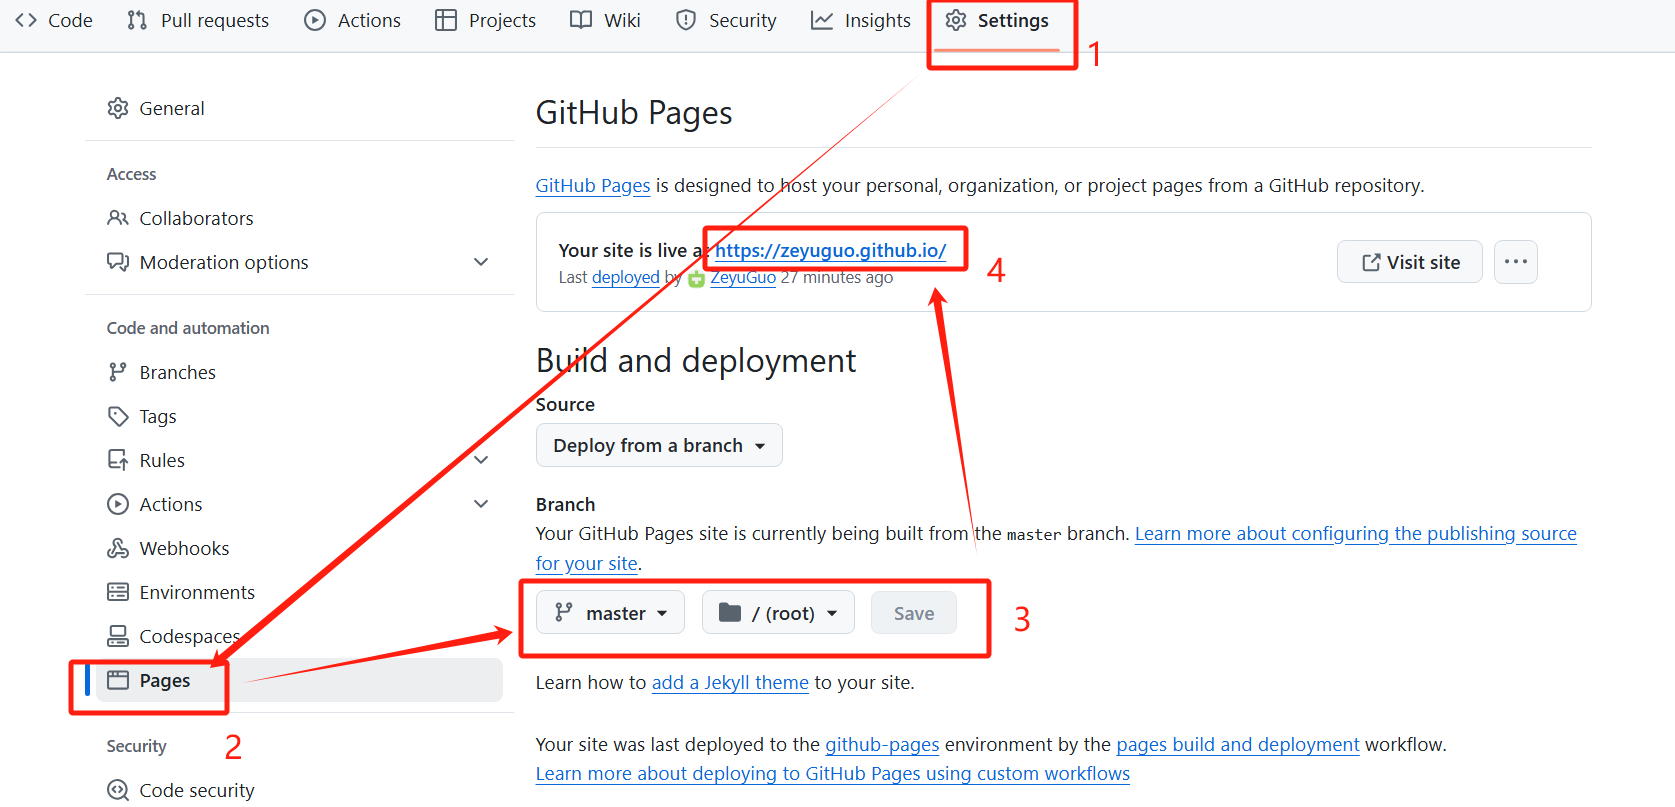 Code Pull requests Actions Projects Wiki Security Insights Settings
1
General
Access
Collaborators
Moderation options
Code and automation
Branches
Tags
Rules
Actions
Webhooks
Environments
Codespaces
Pages
2
Security
Code security
GitHub Pages
GitHub Pages is designed to host your personal, organization, or project pages from a GitHub repository.
Your site is live at https://zeyuguo.github.io/
Last deployed by ZeyuGuo 27 minutes ago
4
Visit site
Build and deployment
Source
Deploy from a branch
Branch
Your GitHub Pages site is currently being built from the master branch. Learn more about configuring the publishing source
for your site.
master / (root) Save
3
Learn how to add a Jekyll theme to your site.
Your site was last deployed to the github-pages environment by the pages build and deployment workflow.
Learn more about deploying to GitHub Pages using custom workflows